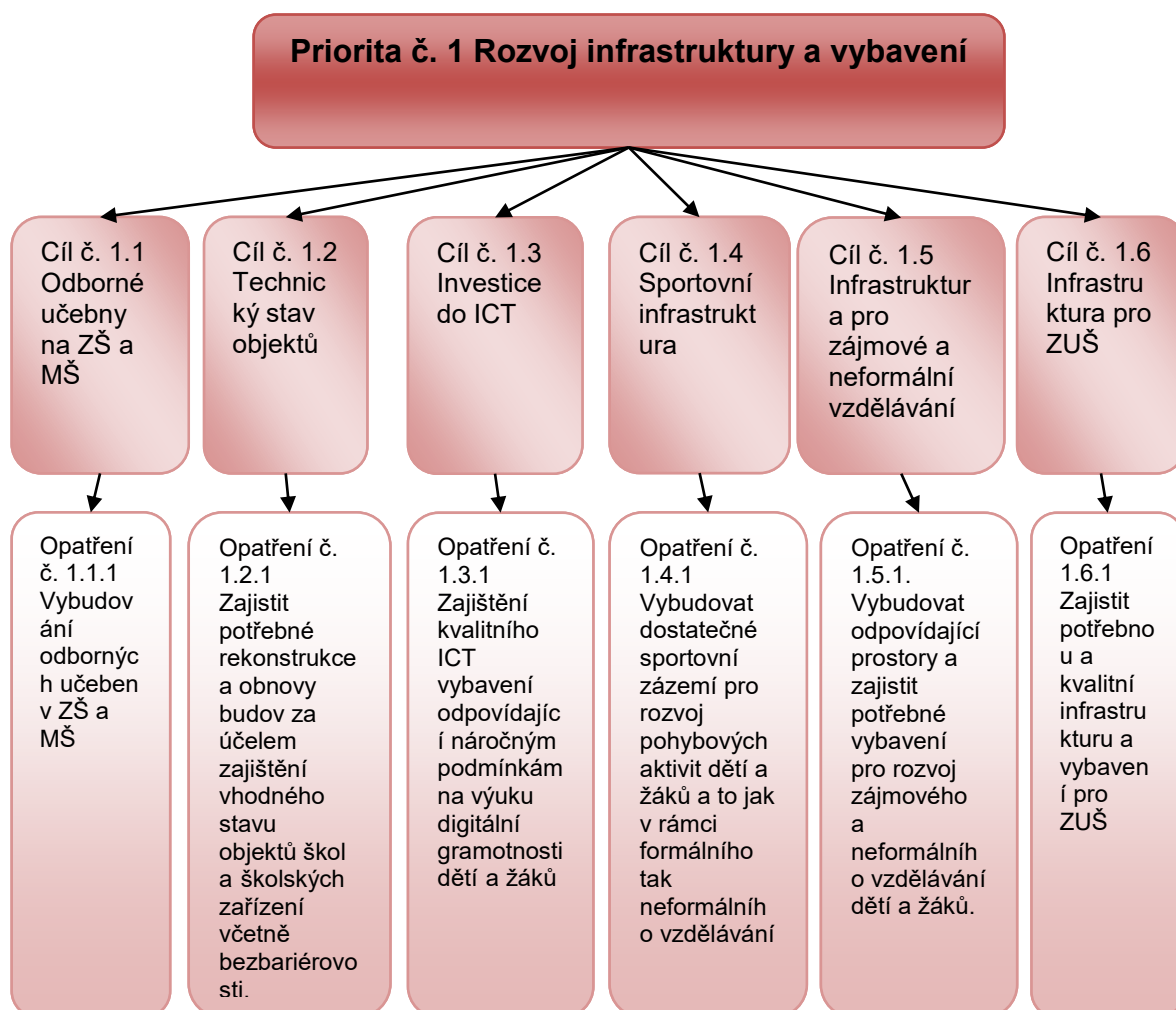 Priorita č. 1 Rozvoj infrastruktury a vybavení
Cíl č. 1.1
Odborné
učebny
na ZŠ a
MŠ
Cíl č. 1.2
Technic
ký stav
objektů
Cíl č. 1.3
Investice
do ICT
Cíl č. 1.4
Sportovní
infrastrukt
ura
Cíl č. 1.5
Infrastruktur
a pro
zájmové a
neformální
vzdělávání
Cíl č. 1.6
Infrastru
ktura pro
ZUŠ
Opatření
č. 1.1.1
Vybudov
ání
odbornýc
h učeben
v ZŠ a
MŠ
Opatření č.
1.2.1
Zajistit
potřebné
rekonstrukce
a obnovy
budov za
účelem
zajištění
vhodného
stavu
objektů škol
a školských
zařízení
včetně
bezbariérovo
sti.
Opatření č.
1.3.1
Zajištění
kvalitního
ICT
vybavení
odpovídajíc
í náročným
podmínkám
na výuku
digitální
gramotnosti
dětí a žáků
Opatření č.
1.4.1
Vybudovat
dostatečné
sportovní
zázemí pro
rozvoj
pohybových
aktivit dětí a
žáků a to jak
v rámci
formálního
tak
neformálníh
o vzdělávání
Opatření č.
1.5.1.
Vybudovat
odpovídající
prostory a
zajistit
potřebné
vybavení
pro rozvoj
zájmového
a
neformálníh
o vzdělávání
dětí a žáků.
Opatření
1.6.1
Zajistit
potřebno
u a
kvalitní
infrastru
kturu a
vybaven
í pro
ZUŠ